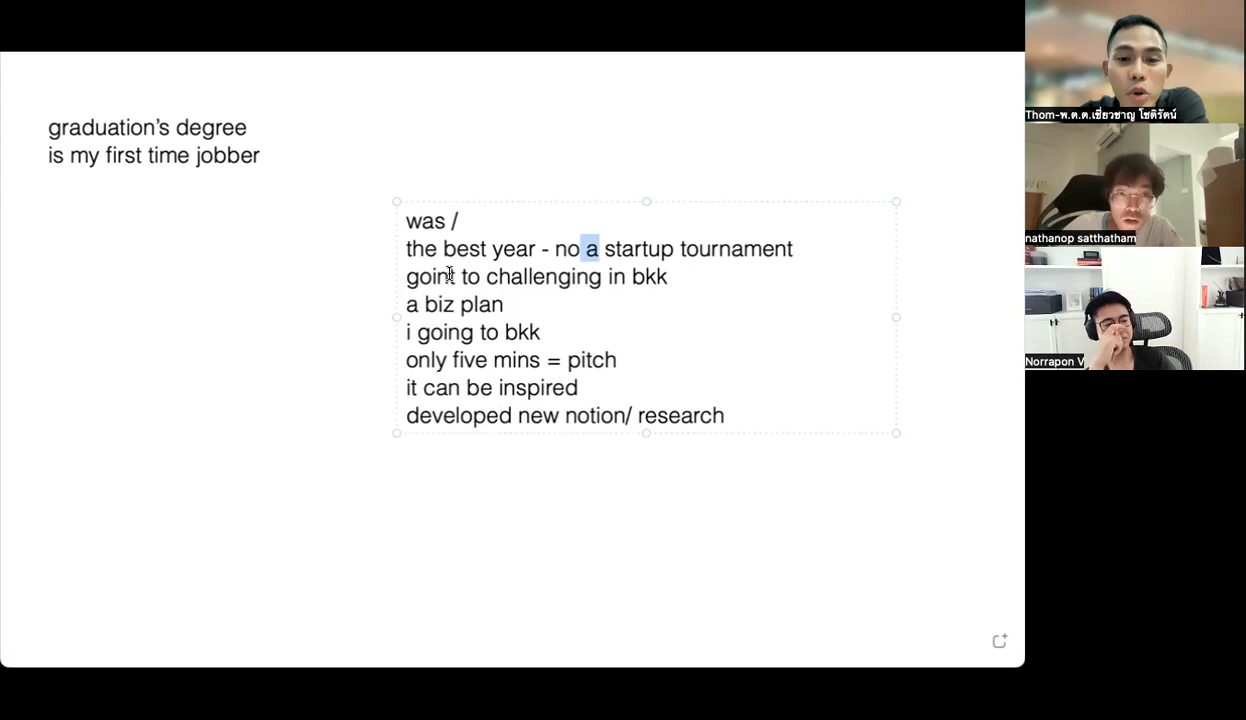 graduation's degree
is my first time jobber
was /
the best year - no a startup tournament
goint to challenging in bkk
a biz plan
i going to bkk
only five mins = pitch
it can be inspired
developed new notion/ research
Thom-พ.ต.ต.เชี่ยวชาญ โชติรัตน์
nathanop satthatham
Norrapon V